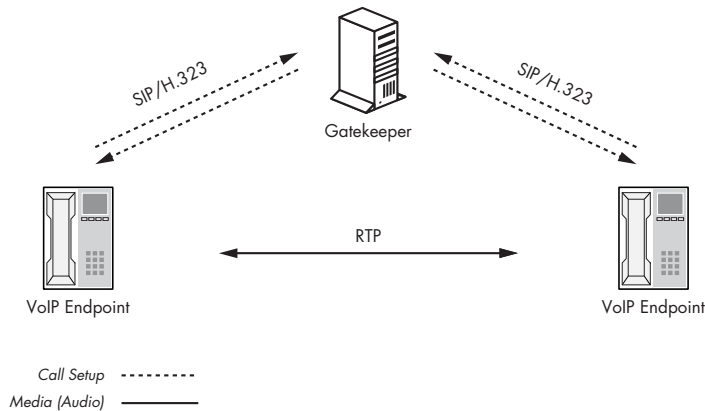 SIP/H.323
SIP/H.323
Gatekeeper
RTP
VoIP Endpoint
VoIP Endpoint
Call Setup
Media (Audio)